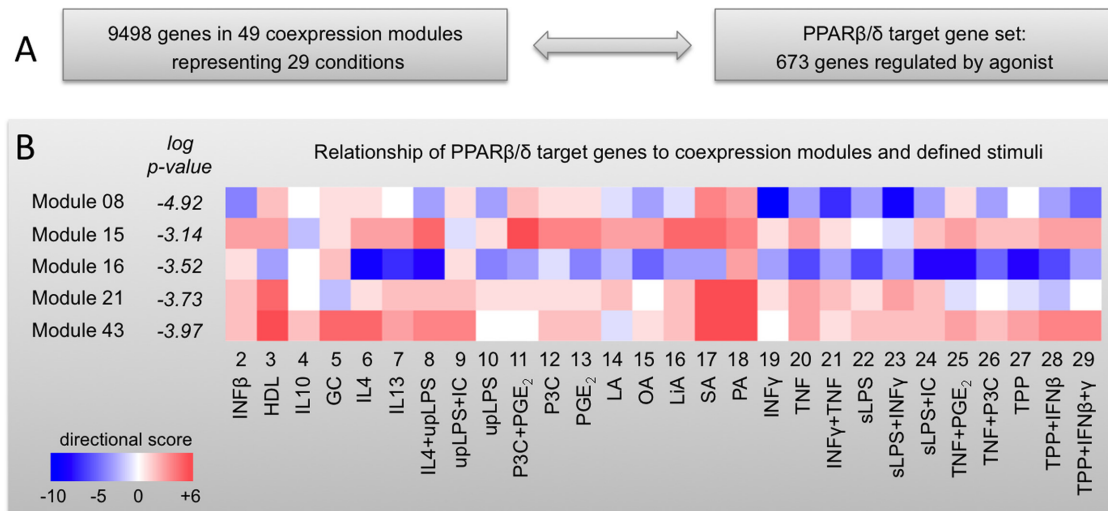 A
9498 genes in 49 coexpression modules
representing 29 conditions
PPARβ/δ target gene set:
673 genes regulated by agonist
B
log
p-value
Relationship of PPARβ/δ target genes to coexpression modules and defined stimuli
Module 08 -4.92
Module 15 -3.14
Module 16 -3.52
Module 21 -3.73
Module 43 -3.97
2 3 4 5 6 7 8 9 10 11 12 13 14 15 16 17 18 19 20 21 22 23 24 25 26 27 28 29
INFβ
HDL
IL10
GC
IL4
IL13
IL4+upLPS
upLPS+IC
upLPS
P3C+PGE₂
P3C
PGE₂
LA
OA
LiA
SA
PA
INFγ
TNF
INFγ+TNF
sLPS
sLPS+INFγ
sLPS+IC
TNF+PGE₂
TNF+P3C
TPP
TPP+IFNβ
TPP+IFNβ+γ
directional score
-10 -5 0 +6